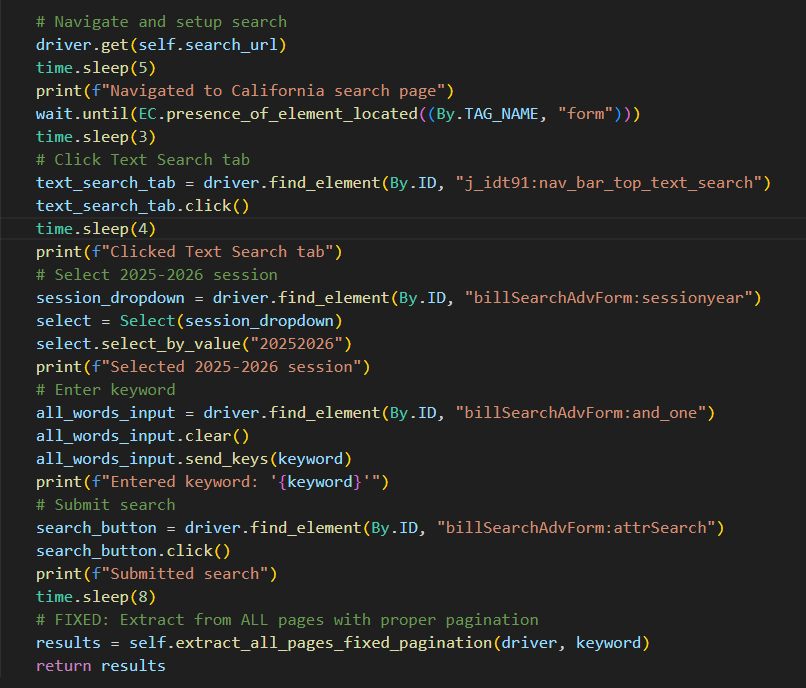 # Navigate and setup search
driver.get(self.search_url)
time.sleep(5)
print(f"Navigated to California search page")
wait.until(EC.presence_of_element_located((By.TAG_NAME, "form")))
time.sleep(3)
# Click Text Search tab
text_search_tab = driver.find_element(By.ID, "j_idt91:nav_bar_top_text_search")
text_search_tab.click()
time.sleep(4)
print(f"Clicked Text Search tab")
# Select 2025-2026 session
session_dropdown = driver.find_element(By.ID, "billSearchAdvForm:sessionyear")
select = Select(session_dropdown)
select.select_by_value("20252026")
print(f"Selected 2025-2026 session")
# Enter keyword
all_words_input = driver.find_element(By.ID, "billSearchAdvForm:and_one")
all_words_input.clear()
all_words_input.send_keys(keyword)
print(f"Entered keyword: '{keyword}'")
# Submit search
search_button = driver.find_element(By.ID, "billSearchAdvForm:attrSearch")
search_button.click()
print(f"Submitted search")
time.sleep(8)
# FIXED: Extract from ALL pages with proper pagination
results = self.extract_all_pages_fixed_pagination(driver, keyword)
return results